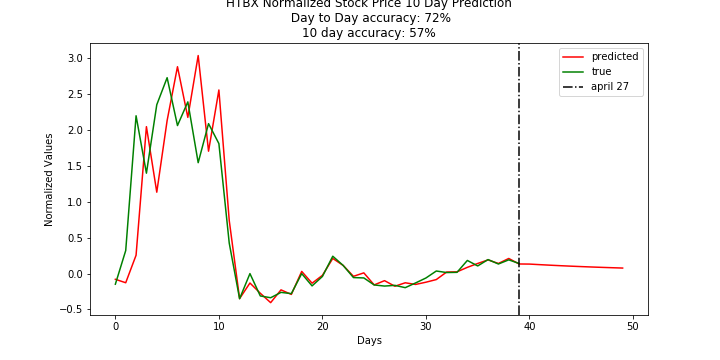 HTBX Normalized Stock Price 10 Day Prediction
Day to Day accuracy: 72%
10 day accuracy: 57%
3.0
2.5
2.0
1.5
1.0
0.5
0.0
−0.5
Normalized Values
0 10 20 30 40 50
Days
predicted
true
april 27